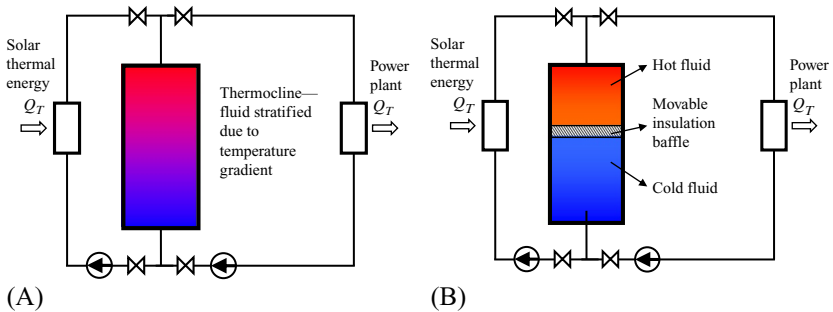 Solar
thermal
energy
Q_T
Thermocline—
fluid stratified
due to
temperature
gradient
Power
plant
Q_T
(A)
Solar
thermal
energy
Q_T
Hot fluid
Movable
insulation
baffle
Cold fluid
Power
plant
Q_T
(B)